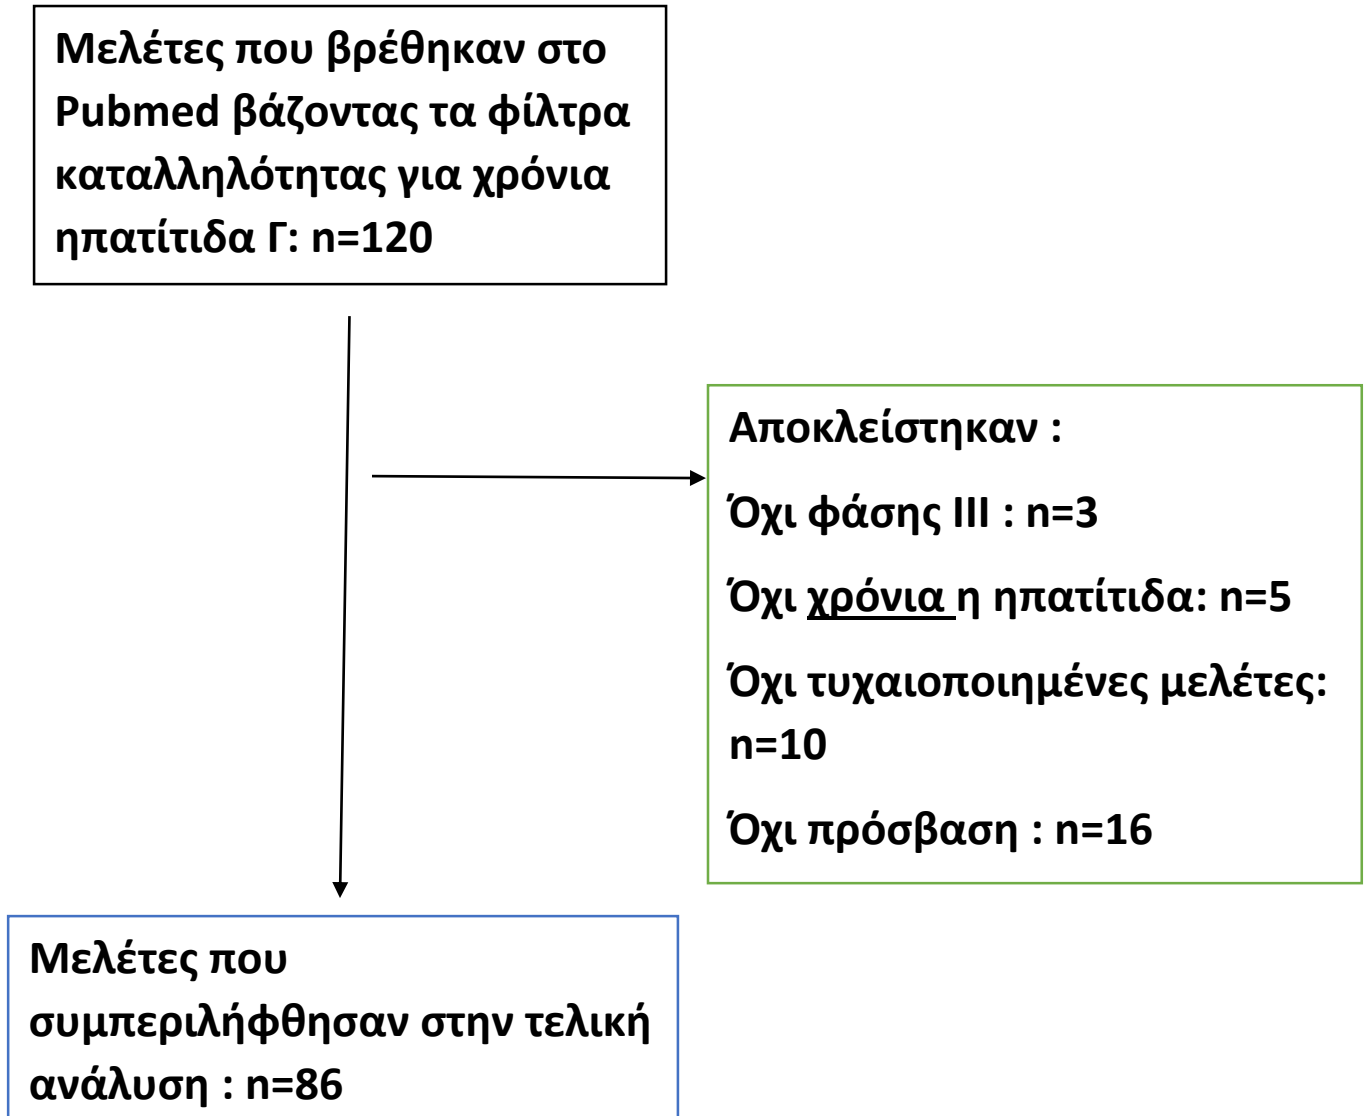 Μελέτες που βρέθηκαν στο
Pubmed βάζοντας τα φίλτρα
καταλληλότητας για χρόνια
ηπατίτιδα Γ: n=120
Αποκλείστηκαν :
Όχι φάσης ΙΙΙ : n=3
Όχι χρόνια η ηπατίτιδα: n=5
Όχι τυχαιοποιημένες μελέτες:
n=10
Όχι πρόσβαση : n=16
Μελέτες που
συμπεριλήφθησαν στην τελική
ανάλυση : n=86